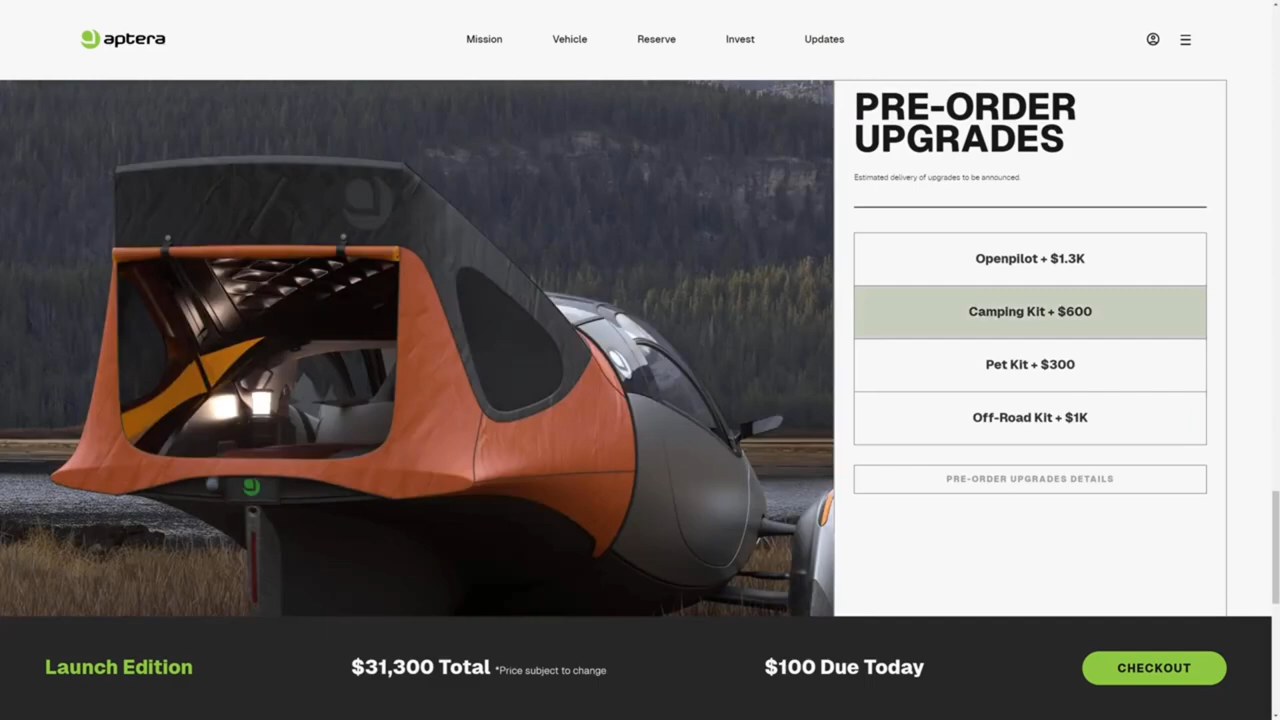 aptera
Mission
Vehicle
Reserve
Invest
Updates
PRE-ORDER
UPGRADES
Estimated delivery of upgrades to be announced.
Openpilot + $1.3K
Camping Kit + $600
Pet Kit + $300
Off-Road Kit + $1K
PRE-ORDER UPGRADES DETAILS
Launch Edition
$31,300 Total *Price subject to change
$100 Due Today
CHECKOUT